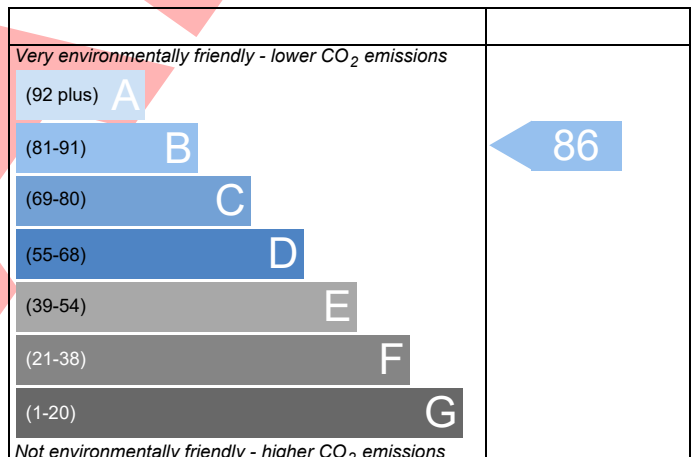 Very environmentally friendly - lower CO2 emissions
(92 plus) A
(81-91) B
86
(69-80) C
(55-68) D
(39-54) E
(21-38) F
(1-20) G
Not environmentally friendly - higher CO2 emissions